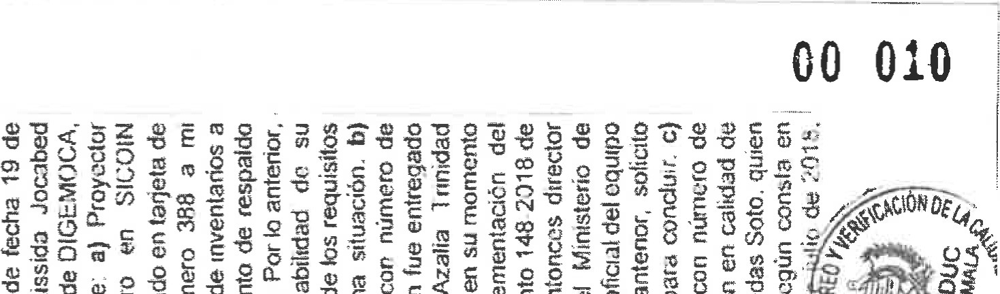 00 010
de fecha 19 de
issida Jocabed
de DIGEMOCA,
e: a) Proyector
ro en SICOIN
do en tarjeta de
nero 388 a mi
de inventarios a
nto de respaldo
Por lo anterior,
abilidad de su
de los requisitos
na situación. b)
con número de
n fue entregado
Azalia Trinidad
en su momento
ementación del
nto 148-2018 de
ntonces director
el Ministerio de
oficial del equipo
anterior, solicito
para concluir. c)
con número de
n en calidad de
das Soto, quien
egún consta en
julio de 2018.
REO Y VERIFICACIÓN DE LA CALI
DUC
MALA